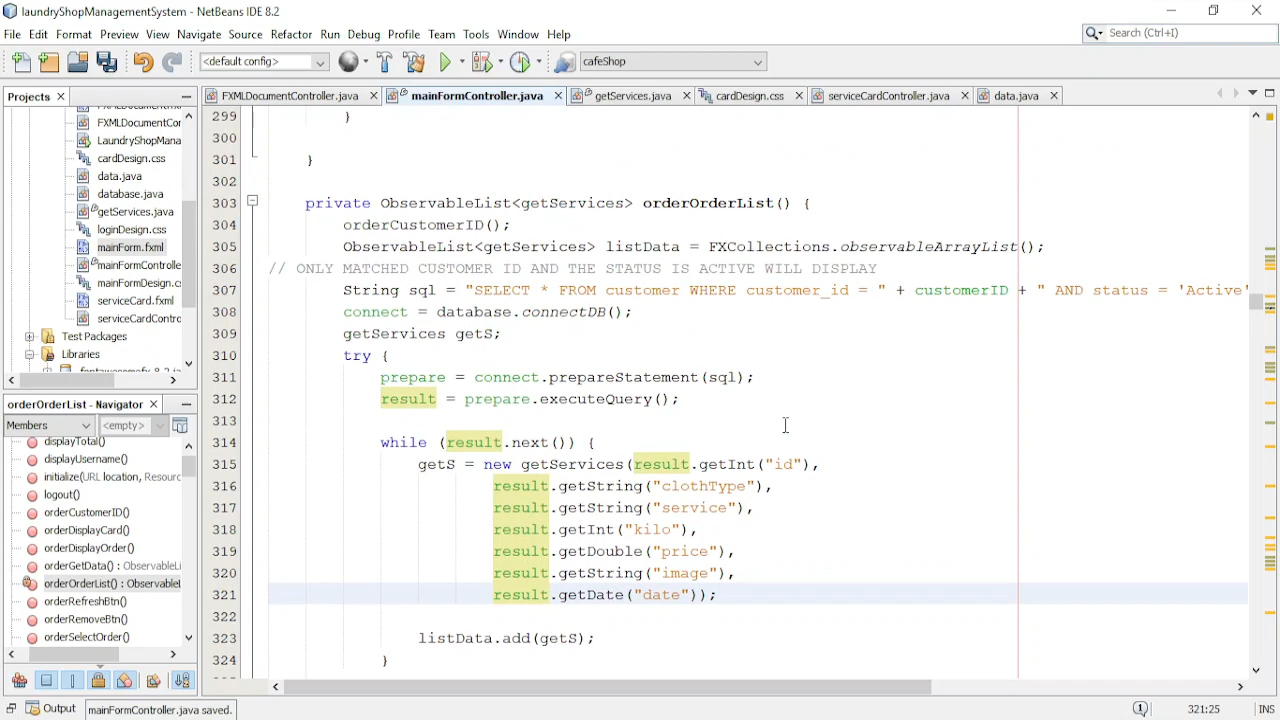 laundryShopManagementSystem - NetBeans IDE 8.2
File Edit Format Preview View Navigate Source Refactor Run Debug Profile Team Tools Window Help
Search (Ctrl+I)
<default config>
cafeShop
Projects
FXMLDocumentController.java
mainFormController.java
getServices.java
cardDesign.css
serviceCardController.java
data.java
FXMLDocumentCor
LaundryShopMana
cardDesign.css
data.java
database.java
getServices.java
loginDesign.css
mainForm.fxml
mainFormControlle
mainFormDesign.c
serviceCard.fxml
serviceCardContro
Test Packages
Libraries
orderOrderList - Navigator
Members
<empty>
displayTotal()
displayUsername()
initialize(URL location, Resourc
logout()
orderCustomerID()
orderDisplayCard()
orderDisplayOrder()
orderGetData() : ObservableL
orderOrderList() : ObservableL
orderRefreshBtn()
orderRemoveBtn()
orderSelectOrder()
299 }
300
301 }
302
303 private ObservableList<getServices> orderOrderList() {
304 orderCustomerID();
305 ObservableList<getServices> listData = FXCollections.observableArrayList();
306 // ONLY MATCHED CUSTOMER ID AND THE STATUS IS ACTIVE WILL DISPLAY
307 String sql = "SELECT * FROM customer WHERE customer_id = " + customerID + " AND status = 'Active'
308 connect = database.connectDB();
309 getServices getS;
310 try {
311 prepare = connect.prepareStatement(sql);
312 result = prepare.executeQuery();
313
314 while (result.next()) {
315 getS = new getServices(result.getInt("id"),
316 result.getString("clothType"),
317 result.getString("service"),
318 result.getInt("kilo"),
319 result.getDouble("price"),
320 result.getString("image"),
321 result.getDate("date"));
322
323 listData.add(getS);
324 }
Output
mainFormController.java saved.
321:25
INS